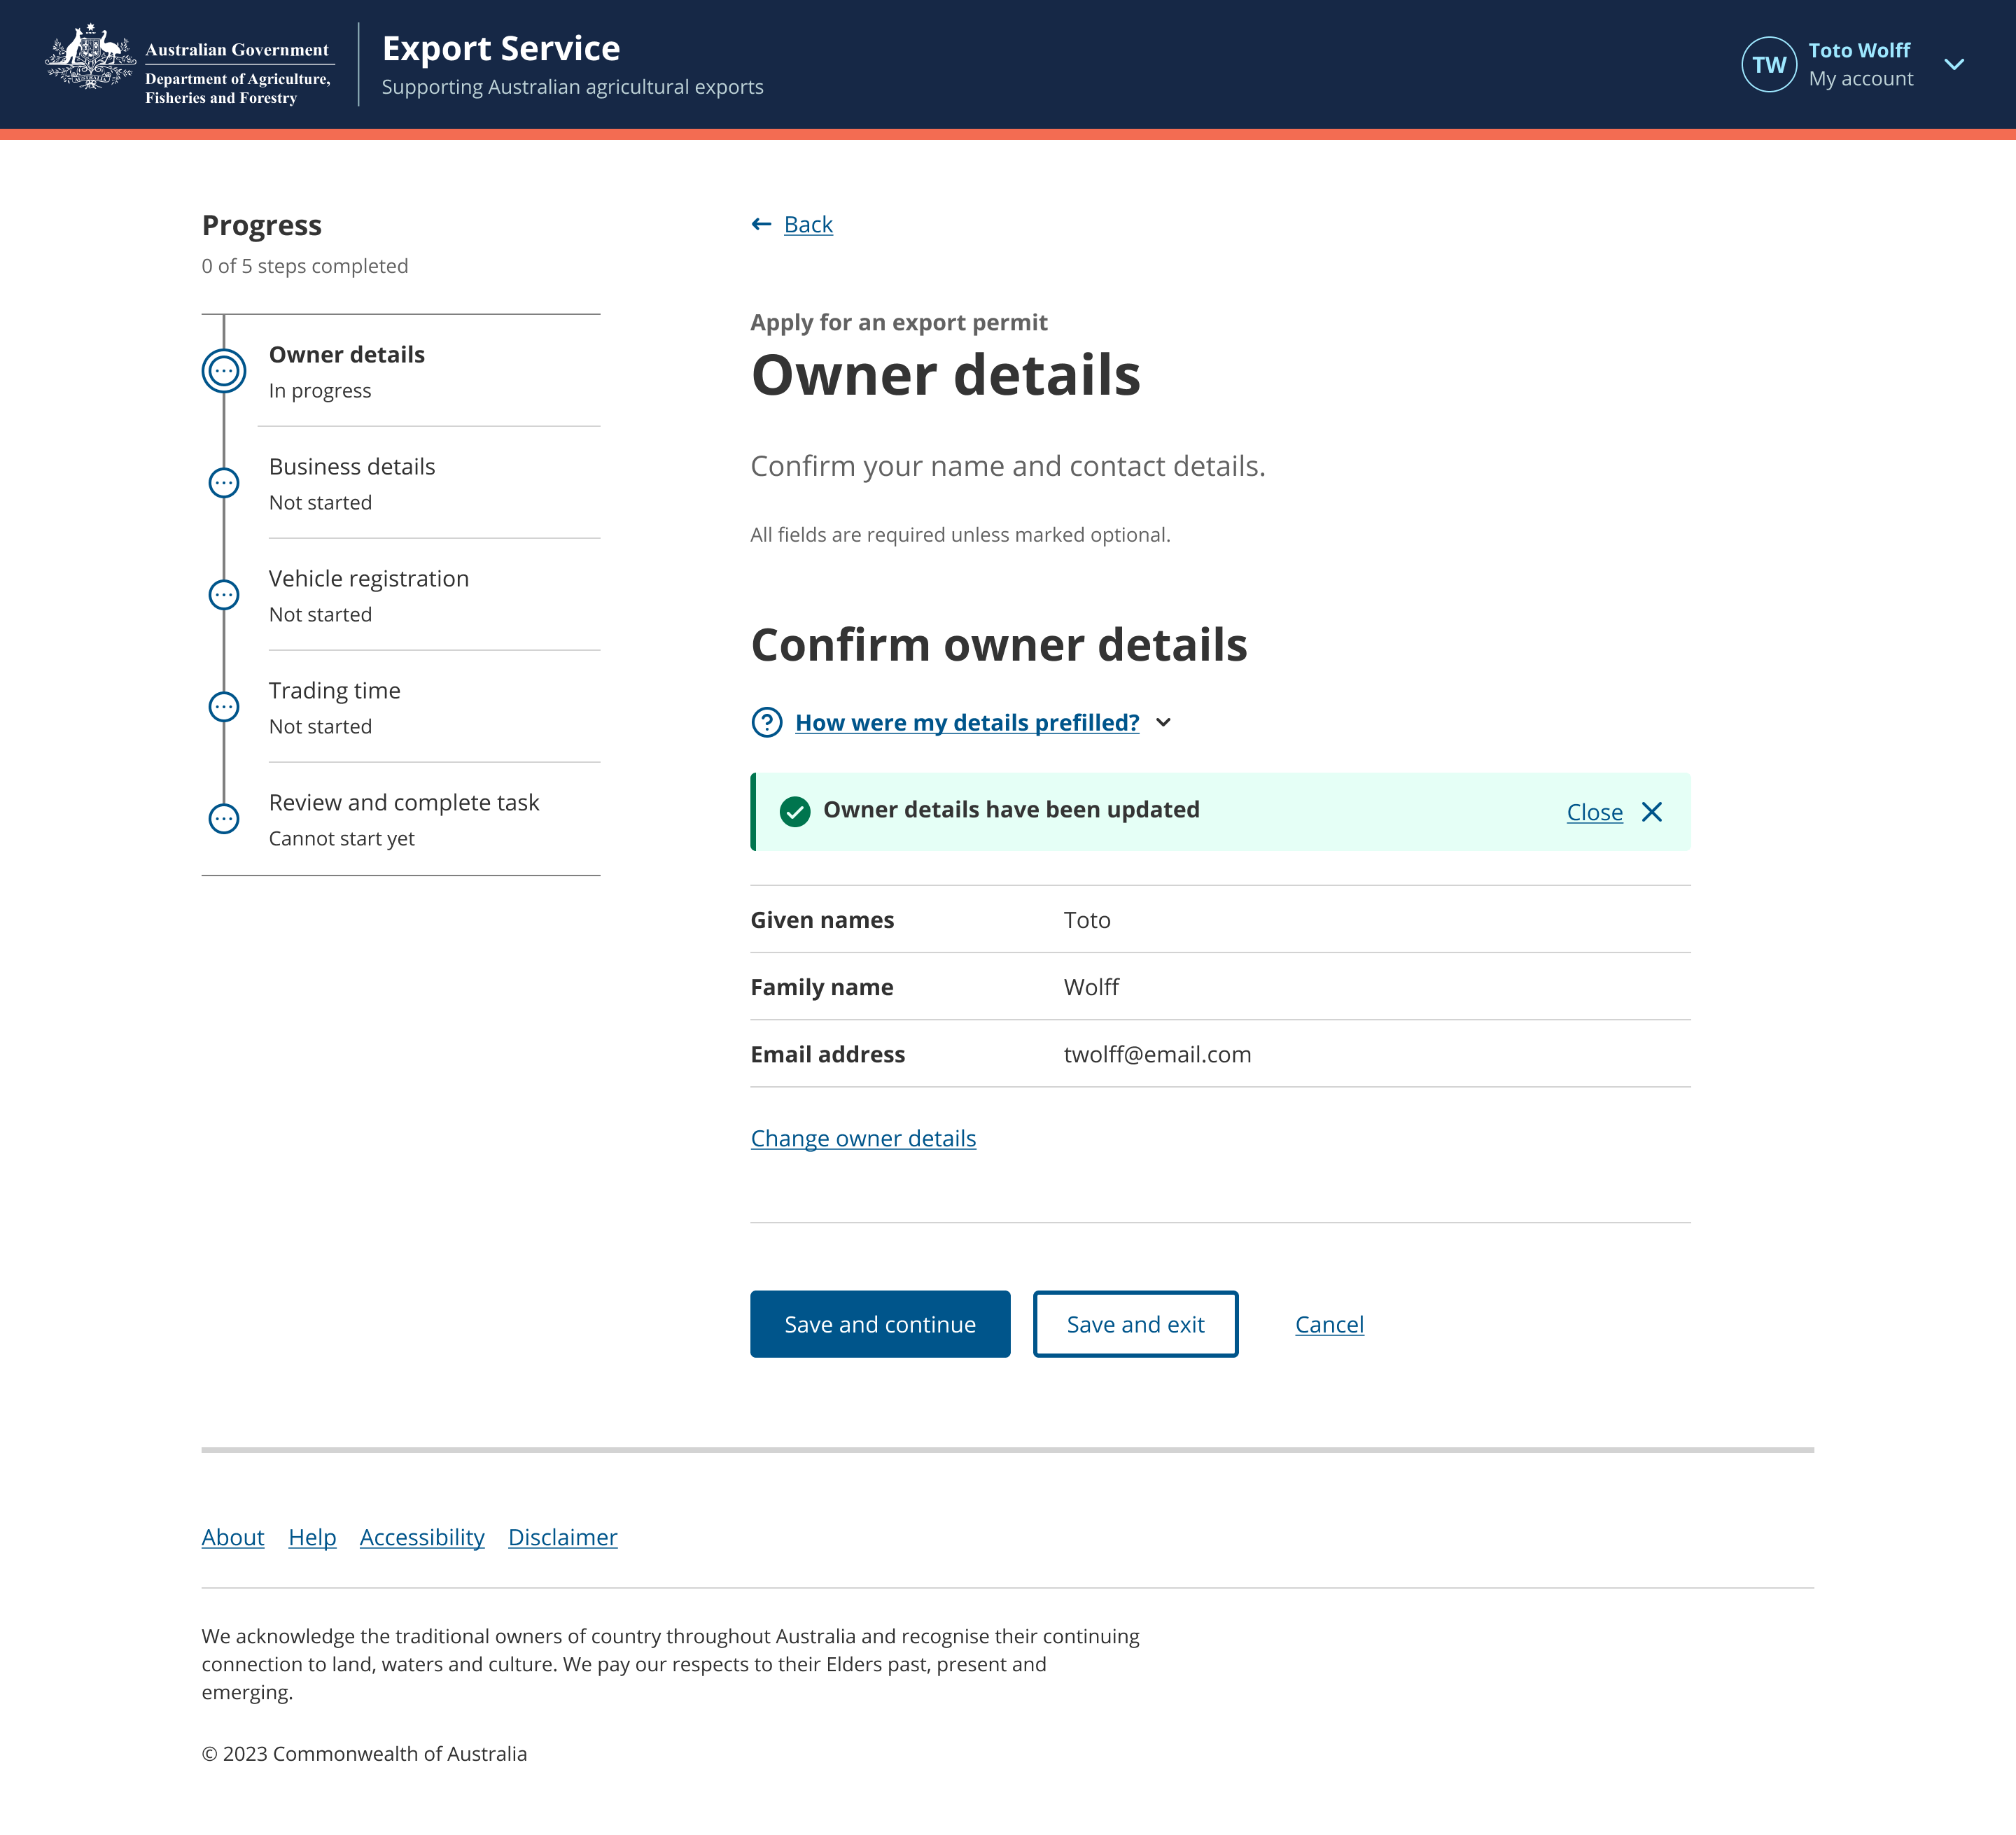 Australian Government
Department of Agriculture,
Fisheries and Forestry
Export Service
Supporting Australian agricultural exports
TW
Toto Wolff
My account
Progress
0 of 5 steps completed
Owner details
In progress
Business details
Not started
Vehicle registration
Not started
Trading time
Not started
Review and complete task
Cannot start yet
Back
Apply for an export permit
Owner details
Confirm your name and contact details.
All fields are required unless marked optional.
Confirm owner details
How were my details prefilled?
Owner details have been updated
Close
Given names Toto
Family name Wolff
Email address twolff@email.com
Change owner details
Save and continue Save and exit Cancel
About Help Accessibility Disclaimer
We acknowledge the traditional owners of country throughout Australia and recognise their continuing
connection to land, waters and culture. We pay our respects to their Elders past, present and
emerging.
© 2023 Commonwealth of Australia